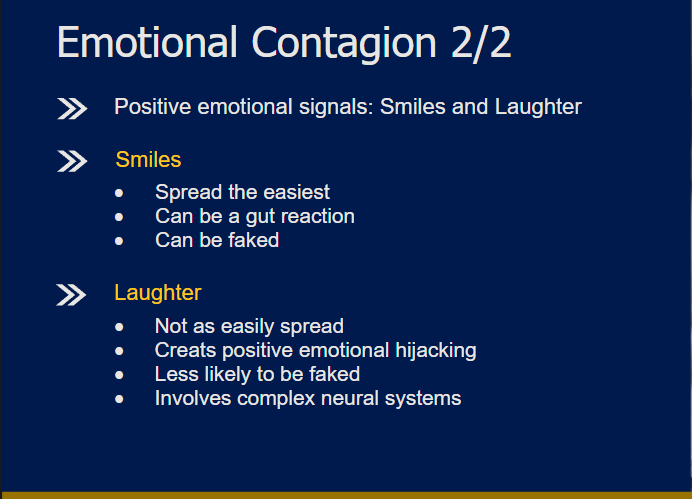 Emotional Contagion 2/2
Positive emotional signals: Smiles and Laughter
Smiles
Spread the easiest
Can be a gut reaction
Can be faked
Laughter
Not as easily spread
Creats positive emotional hijacking
Less likely to be faked
Involves complex neural systems